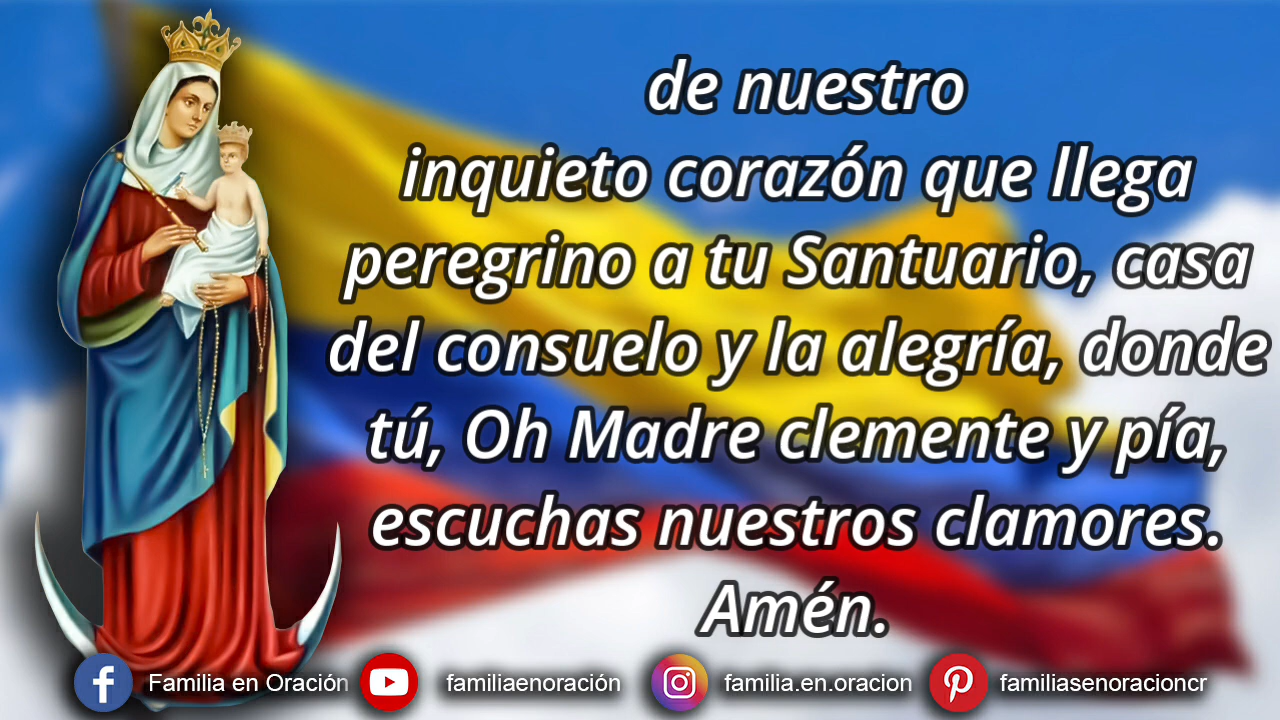 de nuestro
inquieto corazón que llega
peregrino a tu Santuario, casa
del consuelo y la alegría, donde
tú, Oh Madre clemente y pía,
escuchas nuestros clamores.
Amén.
Familia en Oración familiaenoración familia.en.oracion familiasenoracioncr